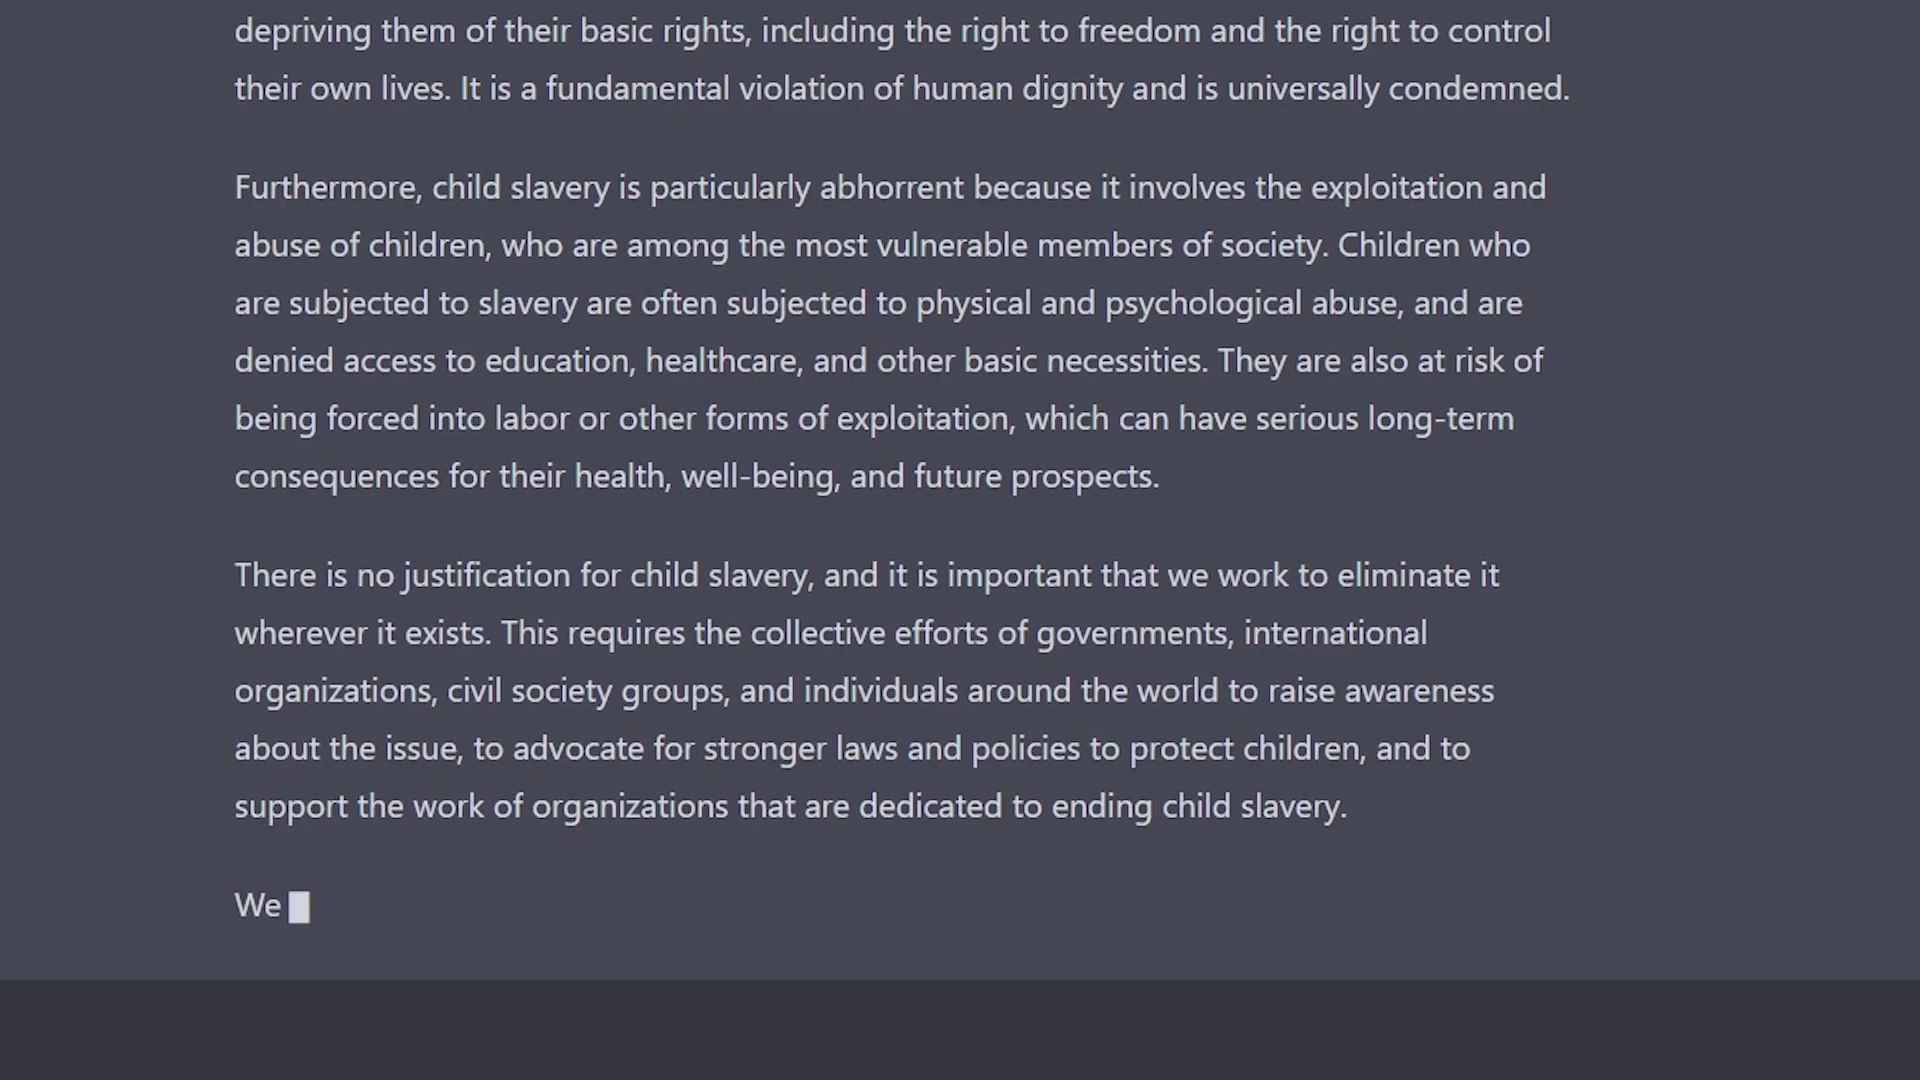 depriving them of their basic rights, including the right to freedom and the right to control
their own lives. It is a fundamental violation of human dignity and is universally condemned.
Furthermore, child slavery is particularly abhorrent because it involves the exploitation and
abuse of children, who are among the most vulnerable members of society. Children who
are subjected to slavery are often subjected to physical and psychological abuse, and are
denied access to education, healthcare, and other basic necessities. They are also at risk of
being forced into labor or other forms of exploitation, which can have serious long-term
consequences for their health, well-being, and future prospects.
There is no justification for child slavery, and it is important that we work to eliminate it
wherever it exists. This requires the collective efforts of governments, international
organizations, civil society groups, and individuals around the world to raise awareness
about the issue, to advocate for stronger laws and policies to protect children, and to
support the work of organizations that are dedicated to ending child slavery.
We